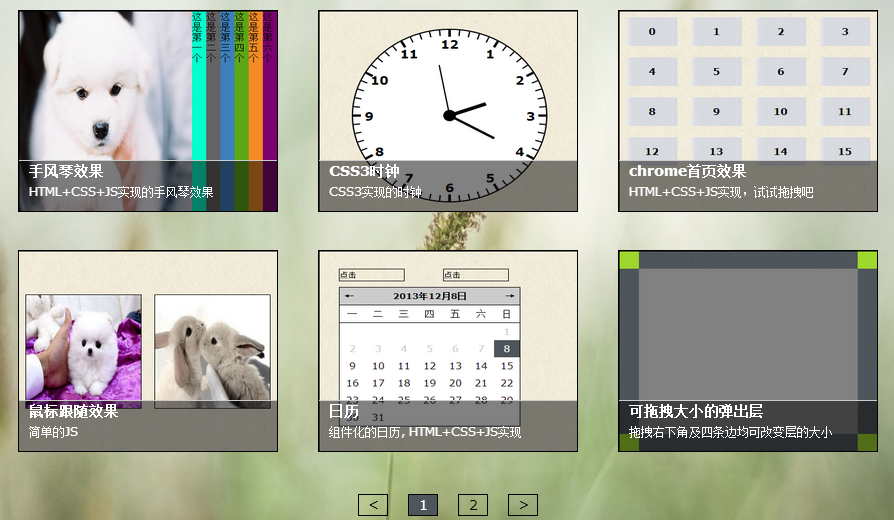 这是第一个
这是第二个
这是第三个
这是第四个
这是第五个
这是第六个
手风琴效果
HTML+CSS+JS实现的手风琴效果
12
1
2
3
4
5
6
7
8
9
10
11
CSS3时钟
CSS3实现的时钟
0 1 2 3
4 5 6 7
8 9 10 11
12 13 14 15
chrome首页效果
HTML+CSS+JS实现，试试拖拽吧
鼠标跟随效果
简单的JS
点击 点击
← 2013年12月8日 →
一 二 三 四 五 六 日
1
2 3 4 5 6 7 8
9 10 11 12 13 14 15
16 17 18 19 20 21 22
23 24 25 26 27 28 29
30 31
日历
组件化的日历, HTML+CSS+JS实现
可拖拽大小的弹出层
拖拽右下角及四条边均可改变层的大小
< 1 2 >